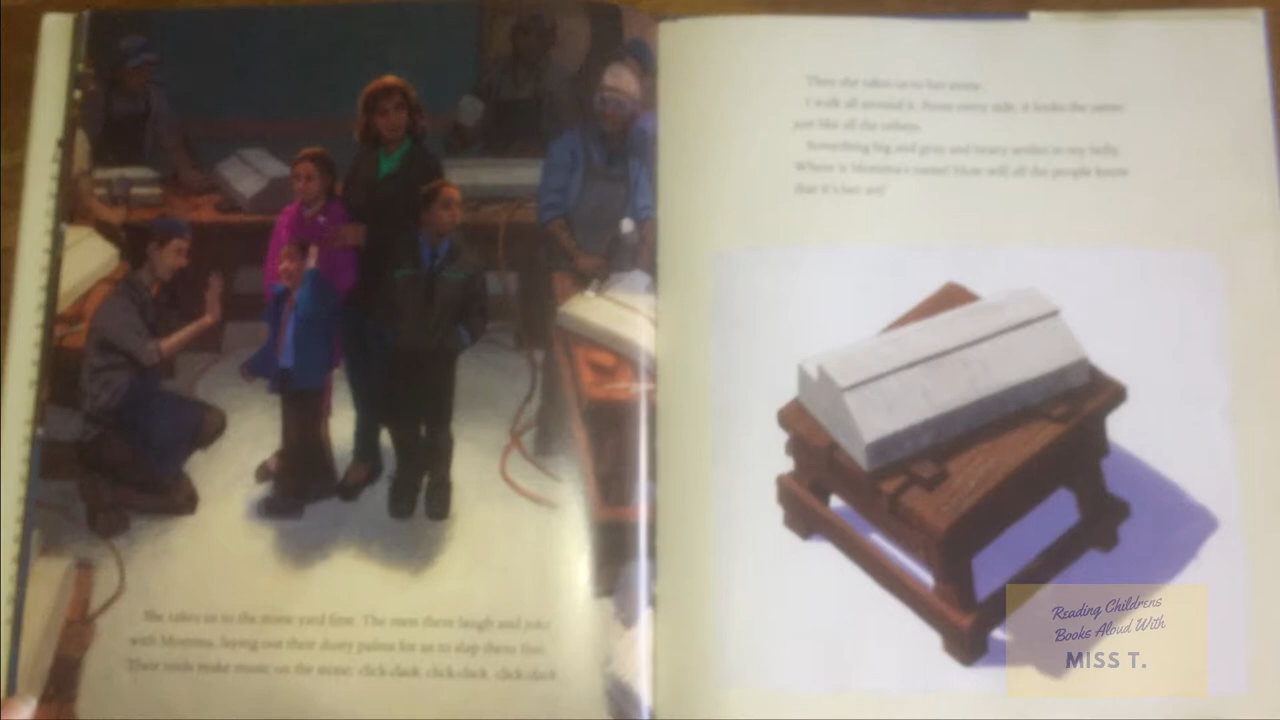 She takes us to the stone yard first. The men there laugh and joke
with Momma, laying out their dusty palms for us to slap them five.
Their tools make music on the stone: click-clack, click-clack, click-clack
Then she takes us to her stone.
I walk all around it. From every side, it looks the same:
just like all the others.
Something big and gray and heavy settles in my belly.
Where is Momma's name? How will all the people know
that it's her art?
Reading Childrens
Books Aloud With
MISS T.